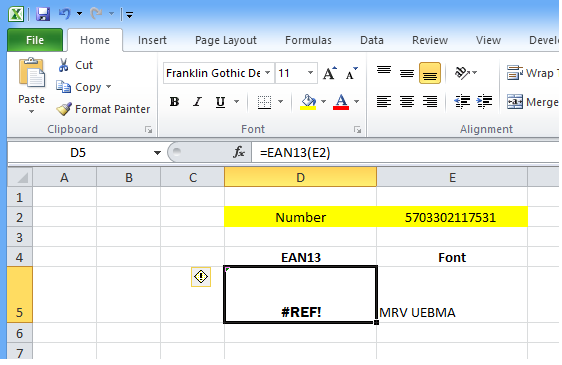 File Home Insert Page Layout Formulas Data Review View Develo
Cut
Copy
Format Painter
Paste
Clipboard
Franklin Gothic De 11 A A
B I U A
Font
Wrap T
Merge
Alignment
D5 fx =EAN13(E2)
A B C D E
1
2 Number 5703302117531
3
4 EAN13 Font
5 #REF! MRV UEBMA
6
7